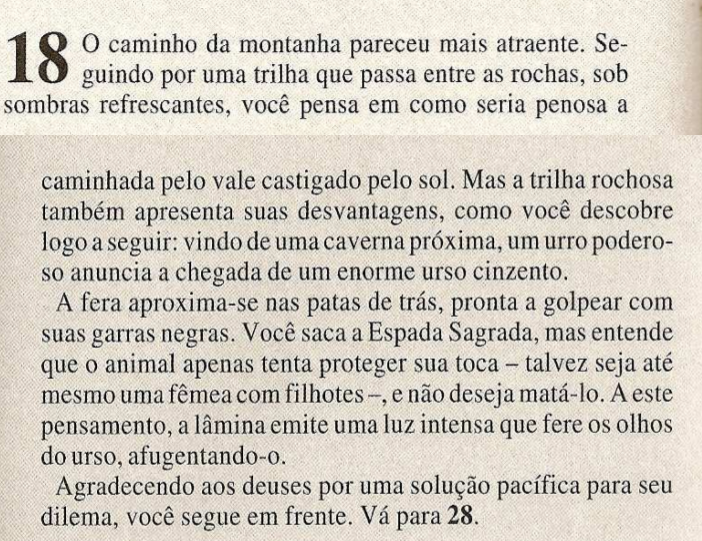 18 O caminho da montanha pareceu mais atraente. Se-
guindo por uma trilha que passa entre as rochas, sob
sombras refrescantes, você pensa em como seria penosa a
caminhada pelo vale castigado pelo sol. Mas a trilha rochosa
também apresenta suas desvantagens, como você descobre
logo a seguir: vindo de uma caverna próxima, um urro podero-
so anuncia a chegada de um enorme urso cinzento.
A fera aproxima-se nas patas de trás, pronta a golpear com
suas garras negras. Você saca a Espada Sagrada, mas entende
que o animal apenas tenta proteger sua toca – talvez seja até
mesmo uma fêmea com filhotes –, e não deseja matá-lo. A este
pensamento, a lâmina emite uma luz intensa que fere os olhos
do urso, afugentando-o.
Agradecendo aos deuses por uma solução pacífica para seu
dilema, você segue em frente. Vá para 28.